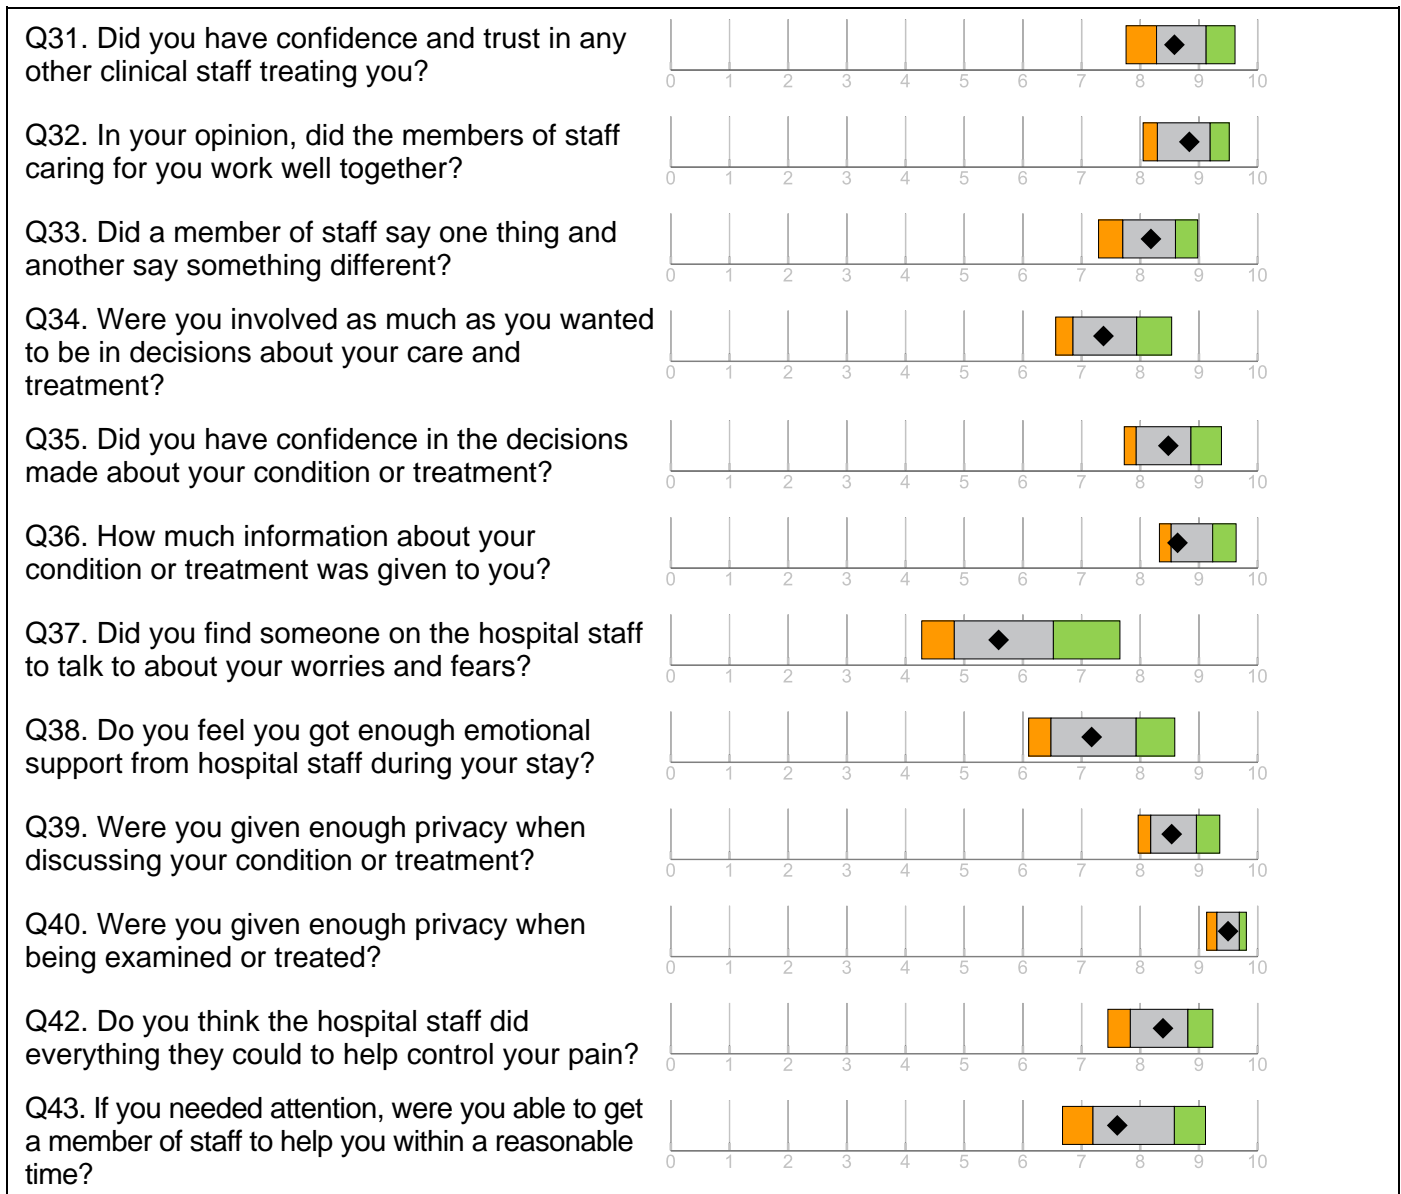 Q31. Did you have confidence and trust in any
other clinical staff treating you?
0 1 2 3 4 5 6 7 8 9 10
Q32. In your opinion, did the members of staff
caring for you work well together?
0 1 2 3 4 5 6 7 8 9 10
Q33. Did a member of staff say one thing and
another say something different?
0 1 2 3 4 5 6 7 8 9 10
Q34. Were you involved as much as you wanted
to be in decisions about your care and
treatment?
0 1 2 3 4 5 6 7 8 9 10
Q35. Did you have confidence in the decisions
made about your condition or treatment?
0 1 2 3 4 5 6 7 8 9 10
Q36. How much information about your
condition or treatment was given to you?
0 1 2 3 4 5 6 7 8 9 10
Q37. Did you find someone on the hospital staff
to talk to about your worries and fears?
0 1 2 3 4 5 6 7 8 9 10
Q38. Do you feel you got enough emotional
support from hospital staff during your stay?
0 1 2 3 4 5 6 7 8 9 10
Q39. Were you given enough privacy when
discussing your condition or treatment?
0 1 2 3 4 5 6 7 8 9 10
Q40. Were you given enough privacy when
being examined or treated?
0 1 2 3 4 5 6 7 8 9 10
Q42. Do you think the hospital staff did
everything they could to help control your pain?
0 1 2 3 4 5 6 7 8 9 10
Q43. If you needed attention, were you able to get
a member of staff to help you within a reasonable
time?
0 1 2 3 4 5 6 7 8 9 10